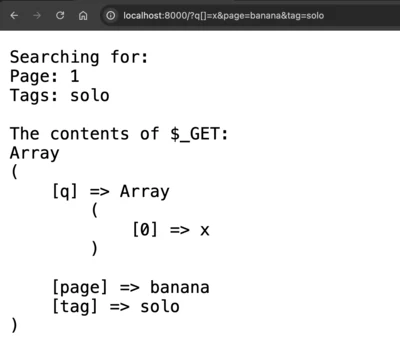 localhost:8000/?q[]=x&page=banana&tag=solo
Searching for:
Page: 1
Tags: solo
The contents of $_GET:
Array
(
[q] => Array
(
[0] => x
)
[page] => banana
[tag] => solo
)